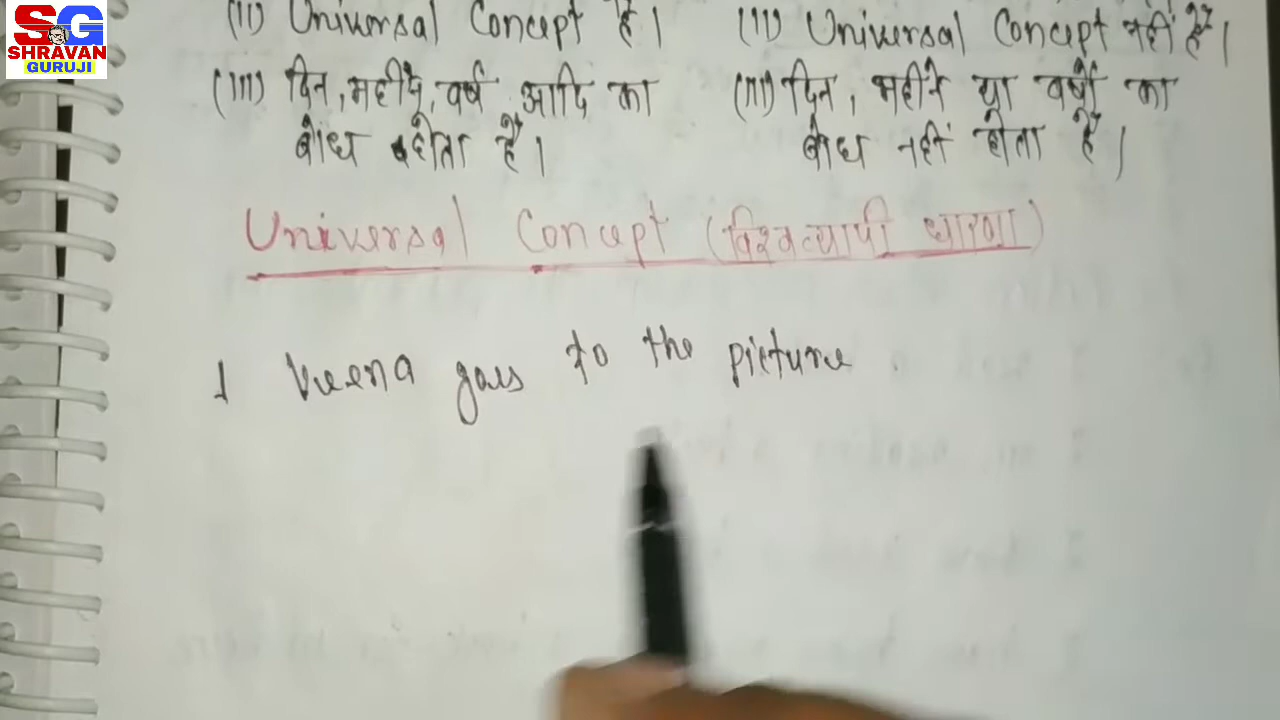 SG
SHRAVAN
GURUJI
(ii) Universal Concept है। (ii) Universal Concept नहीं है।
(iii) दिन, महीने, वर्ष आदि का (iii) दिन, महीने या वर्षों का
बोध होता है। बोध नहीं होता है।
Universal Concept (विश्वव्यापी धारणा)
1 Veena goes to the picture